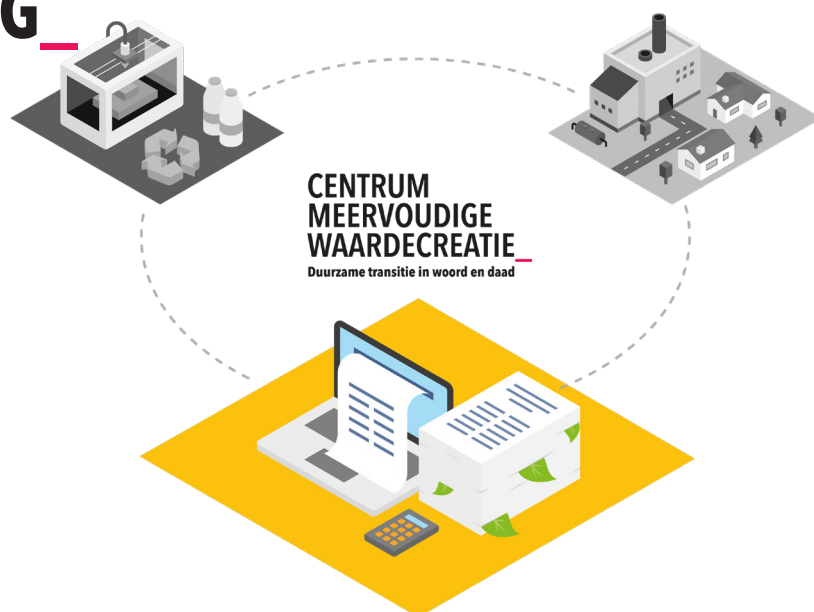 G_
CENTRUM
MEERVOUDIGE
WAARDECREATIE_
Duurzame transitie in woord en daad